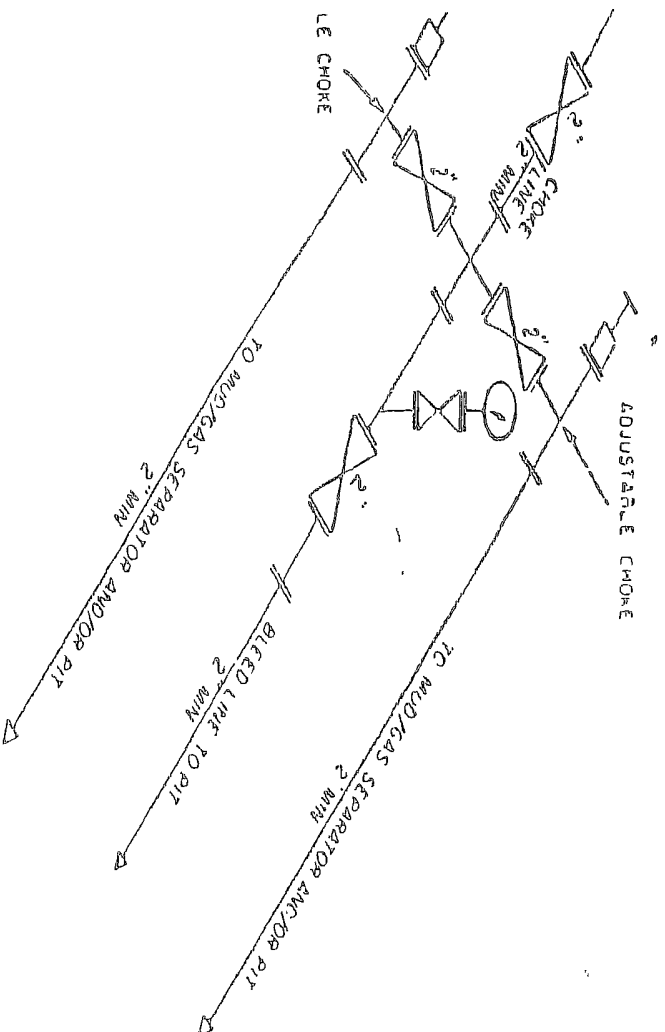 ADJUSTABLE CHOKE
LE CHOKE
2"
CHOKE
LINE
2" MIN
2"
2"
2"
TO MUD/GAS SEPARATOR AND/OR PIT
2" MIN
BLEED LINE TO PIT
2" MIN
TO MUD/GAS SEPARATOR AND/OR PIT
2" MIN